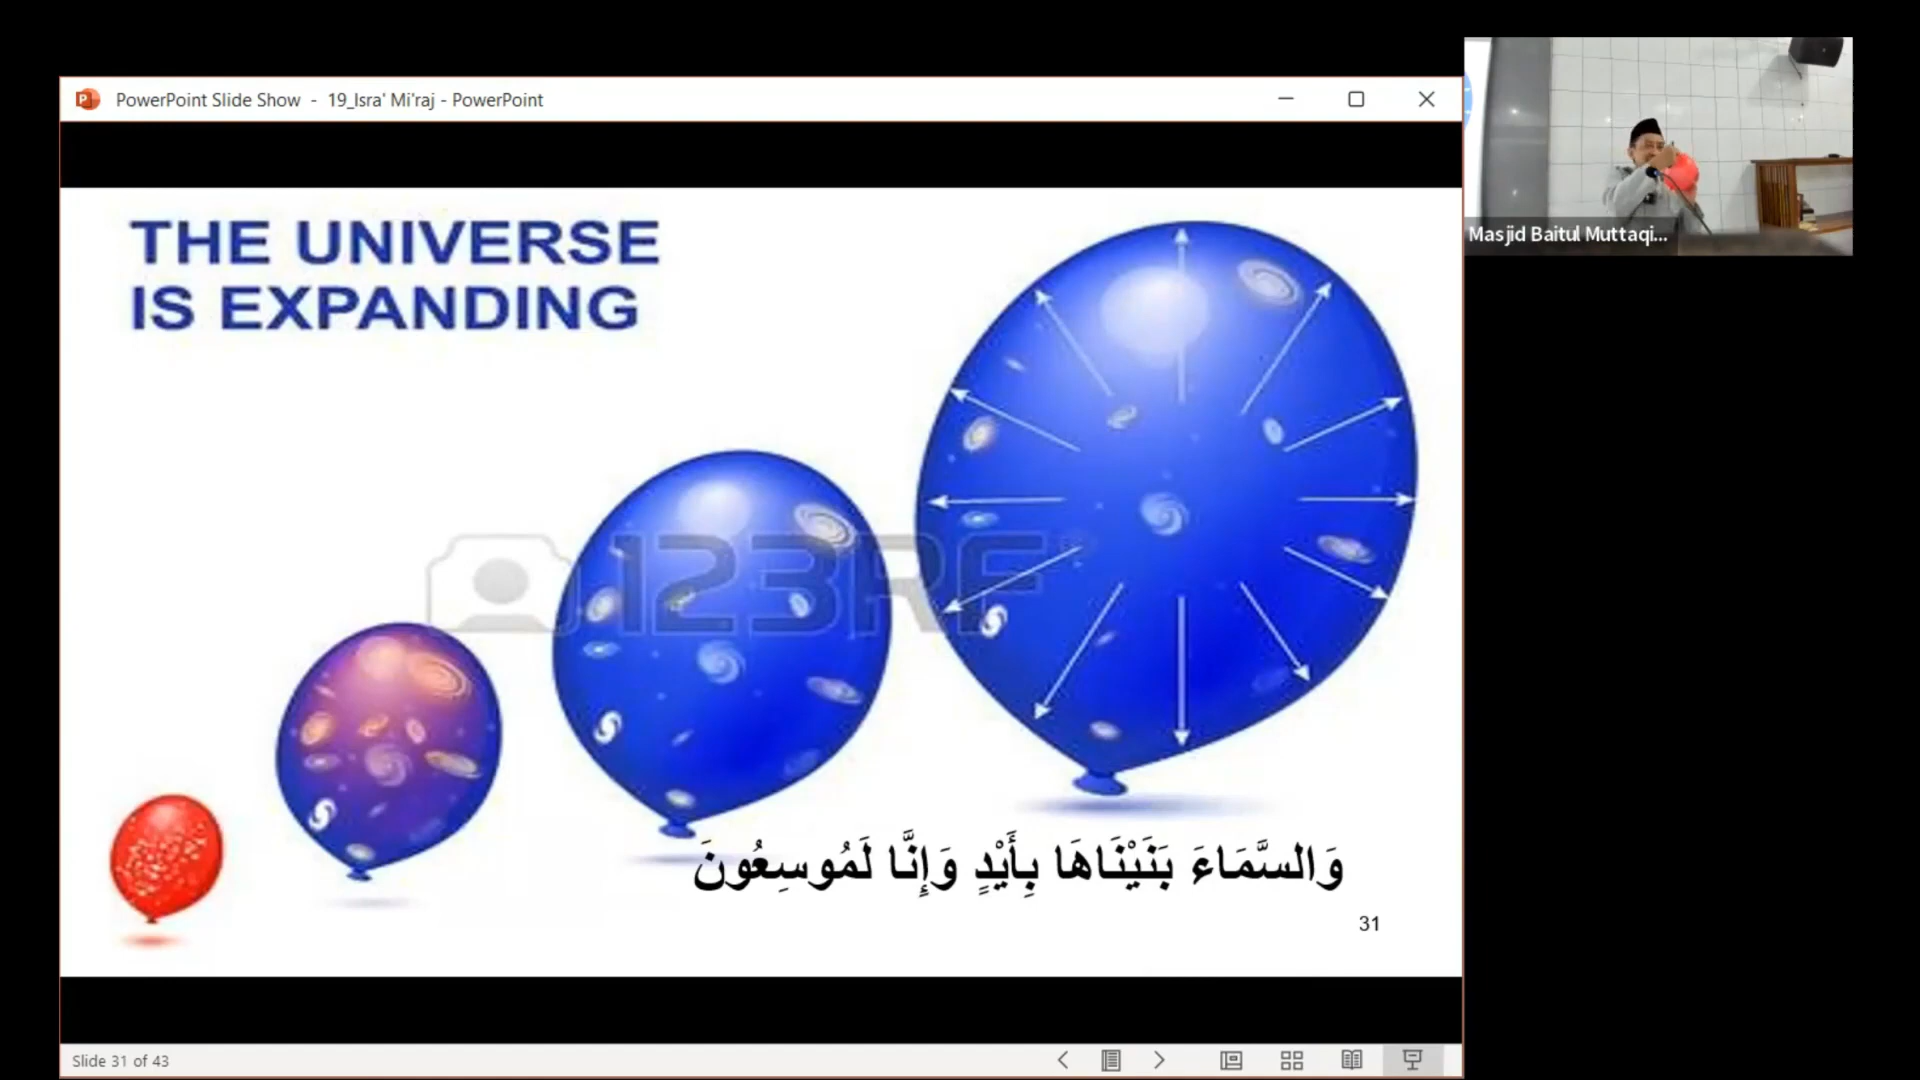 PowerPoint Slide Show - 19_Isra' Mi'raj - PowerPoint
THE UNIVERSE
IS EXPANDING
123RF
وَالسَّمَاءَ بَنَيْنَاهَا بِأَيْدٍ وَإِنَّا لَمُوسِعُونَ
31
Slide 31 of 43
Masjid Baitul Muttaqi...